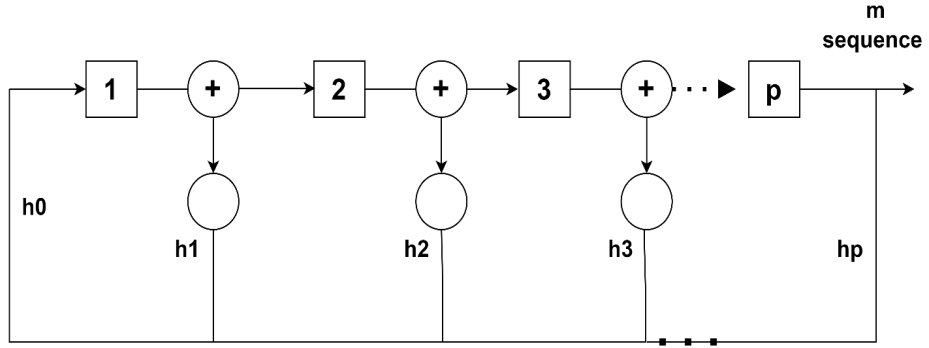 m
sequence
1 + 2 + 3 + p
h0
h1 h2 h3 hp